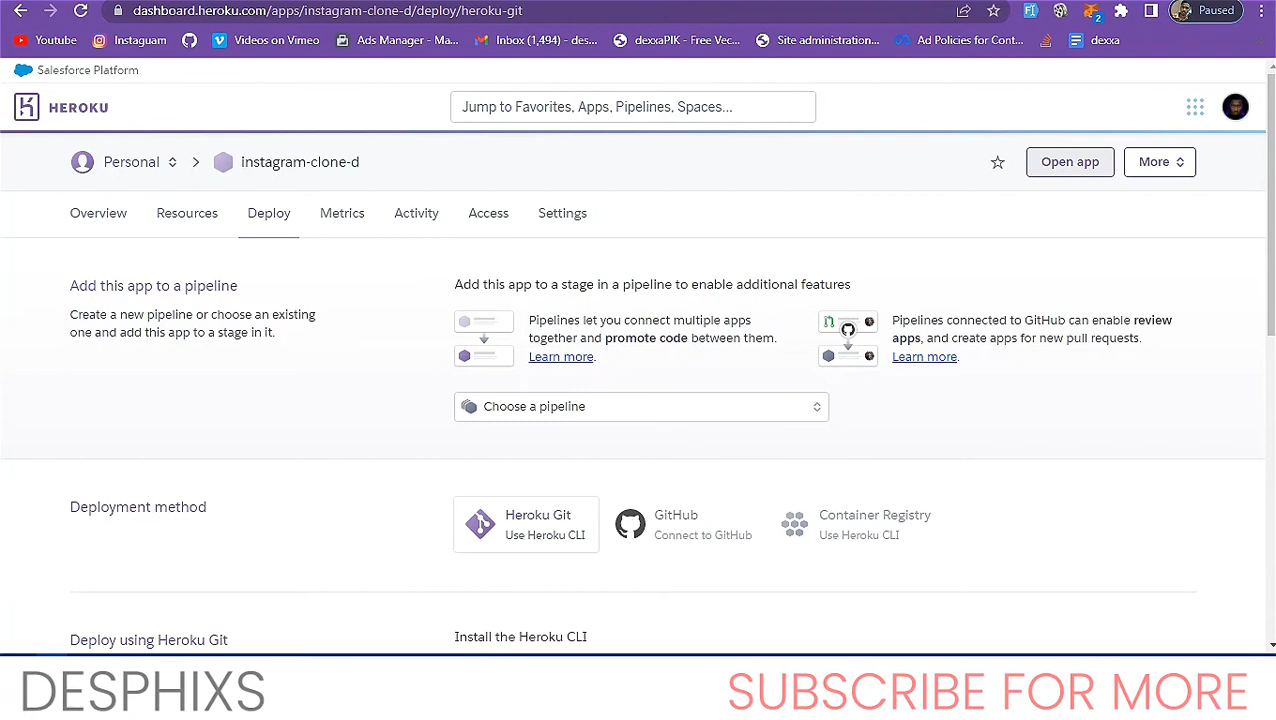 dashboard.heroku.com/apps/instagram-clone-d/deploy/heroku-git
2
Paused
Youtube
Instaguam
Videos on Vimeo
Ads Manager - Ma...
Inbox (1,494) - des...
dexxaPIK - Free Vec...
Site administration...
Ad Policies for Cont...
dexxa
Salesforce Platform
HEROKU
Jump to Favorites, Apps, Pipelines, Spaces...
Personal
instagram-clone-d
Open app
More
Overview
Resources
Deploy
Metrics
Activity
Access
Settings
Add this app to a pipeline
Create a new pipeline or choose an existing
one and add this app to a stage in it.
Add this app to a stage in a pipeline to enable additional features
Pipelines let you connect multiple apps
together and promote code between them.
Learn more.
Pipelines connected to GitHub can enable review
apps, and create apps for new pull requests.
Learn more.
Choose a pipeline
Deployment method
Heroku Git
Use Heroku CLI
GitHub
Connect to GitHub
Container Registry
Use Heroku CLI
Deploy using Heroku Git
Install the Heroku CLI
DESPHIXS
SUBSCRIBE FOR MORE